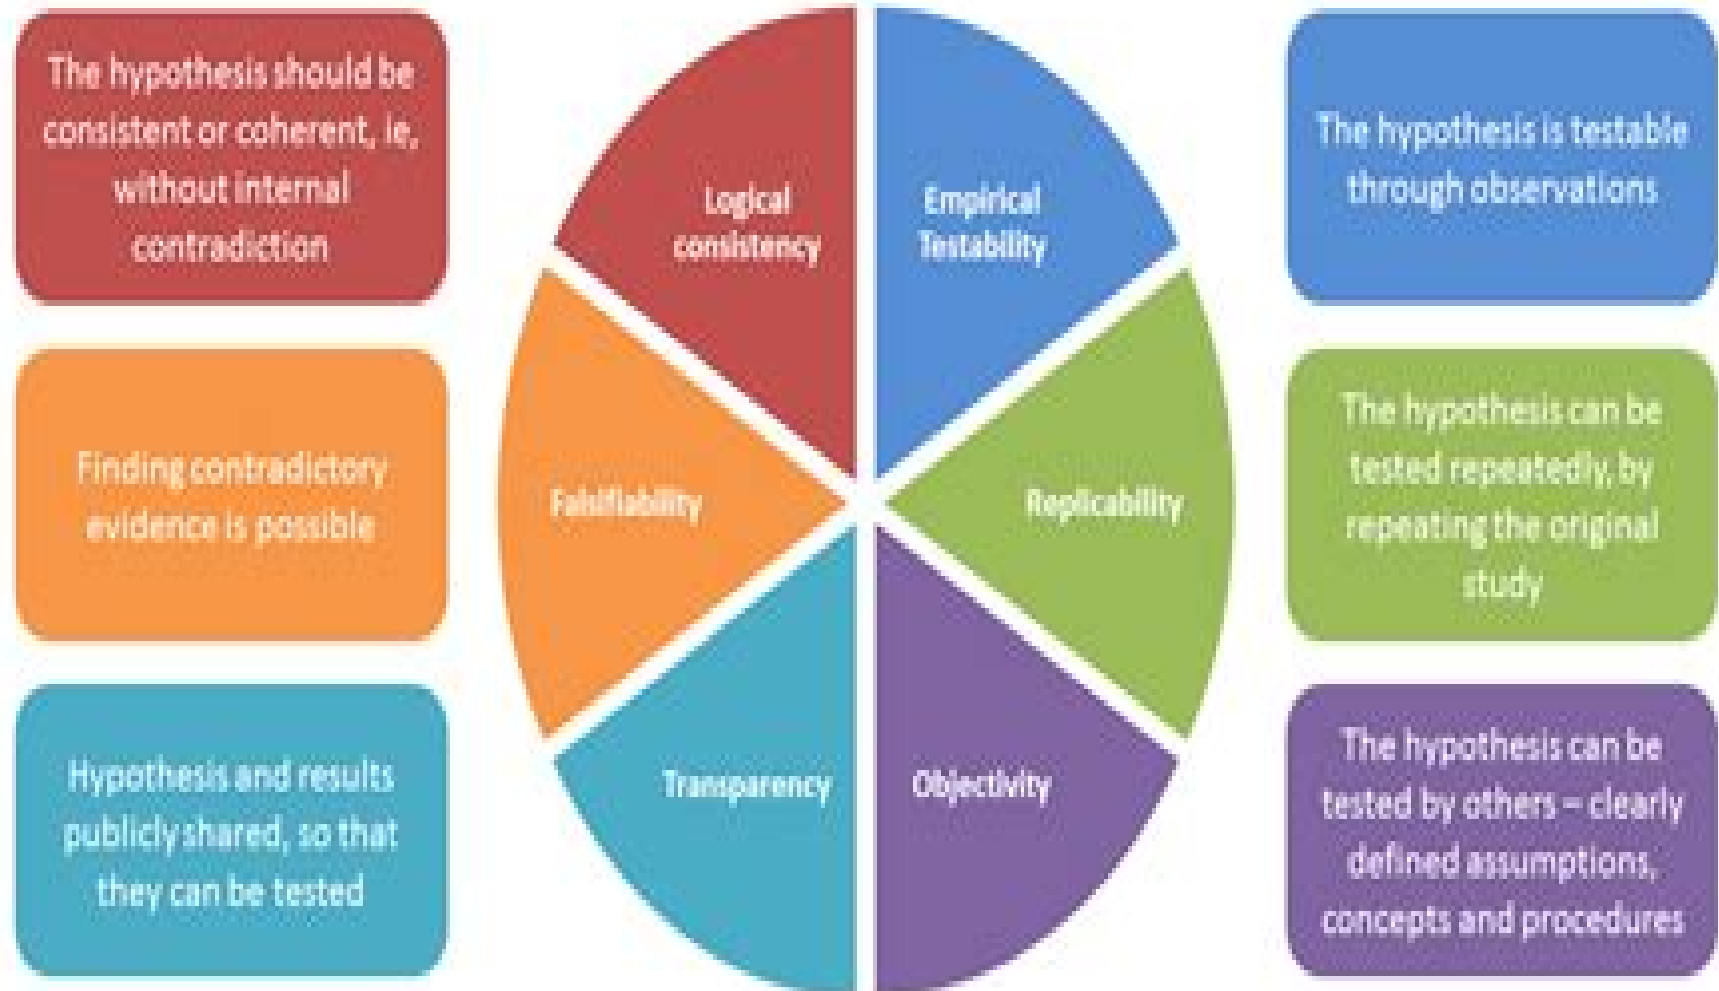 The hypothesis should be
consistent or coherent, ie,
without internal
contradiction
Logical
consistency
Empirical
Testability
The hypothesis is testable
through observations
Finding contradictory
evidence is possible
Falsifiability
Replicability
The hypothesis can be
tested repeatedly, by
repeating the original
study
Hypothesis and results
publicly shared, so that
they can be tested
Transparency
Objectivity
The hypothesis can be
tested by others – clearly
defined assumptions,
concepts and procedures